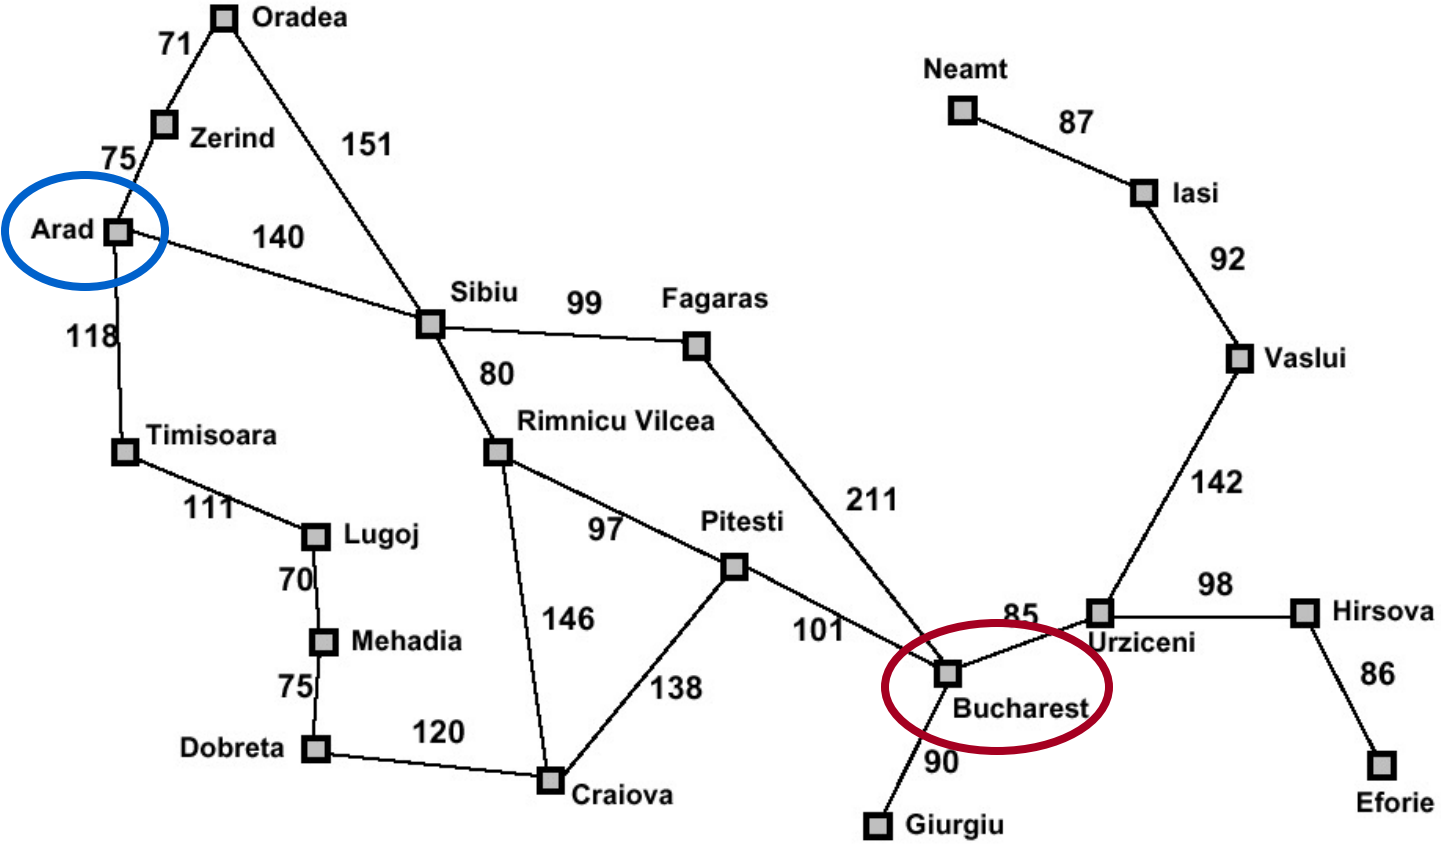 Oradea
71
Neamt
87
Zerind
151
75
Iasi
Arad
140
92
Sibiu
99
Fagaras
118
Vaslui
80
Rimnicu Vilcea
Timisoara
142
211
111
Pitesti
97
Lugoj
70
98
146
101
85
Hirsova
Mehadia
Urziceni
86
75
138
Bucharest
120
Dobreta
90
Craiova
Eforie
Giurgiu